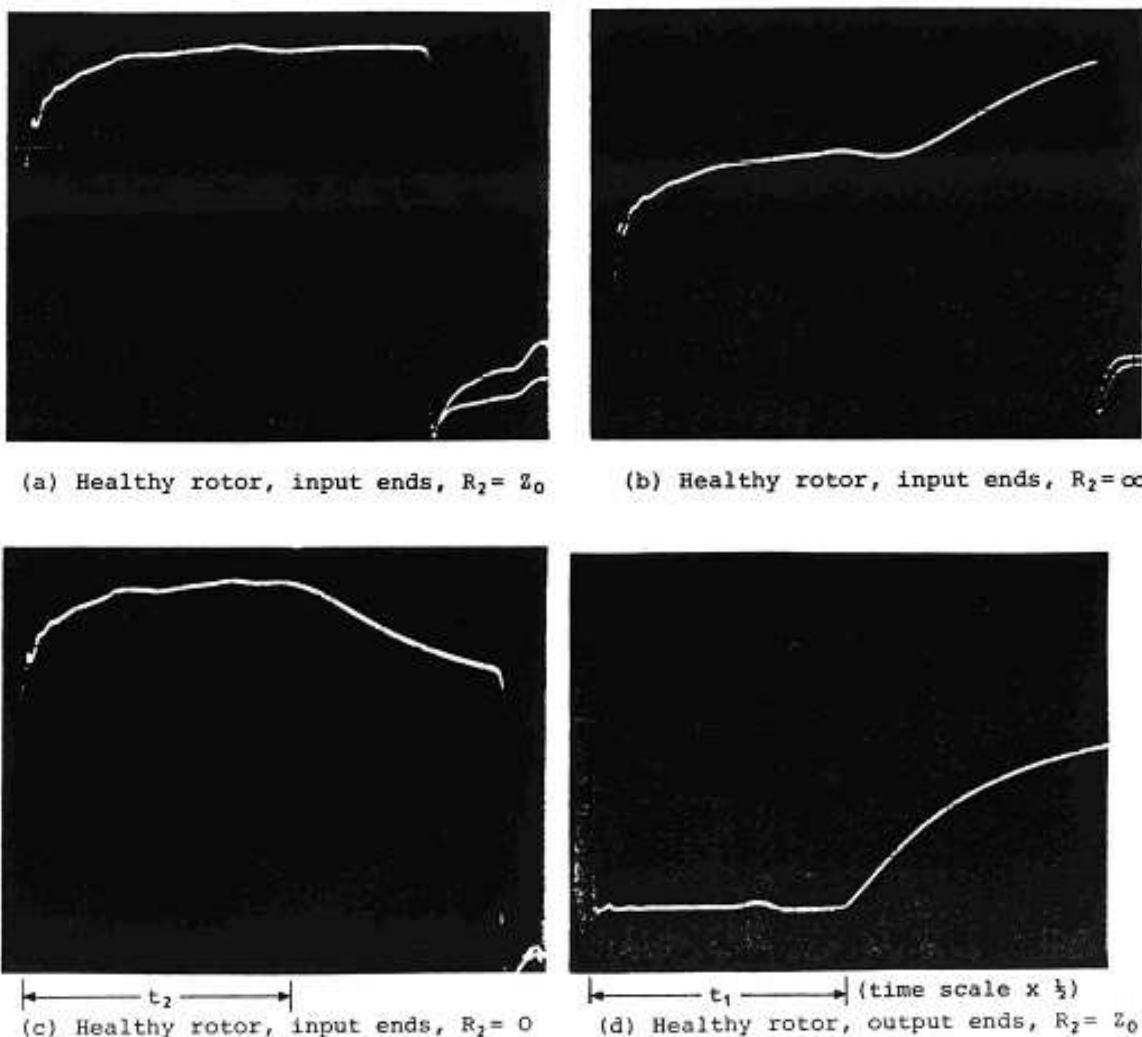 (a) Healthy rotor, input ends, R₂= Z₀
(b) Healthy rotor, input ends, R₂=∞
t₂
t₁
(time scale x ½)
(c) Healthy rotor, input ends, R₂= 0
(d) Healthy rotor, output ends, R₂= Z₀